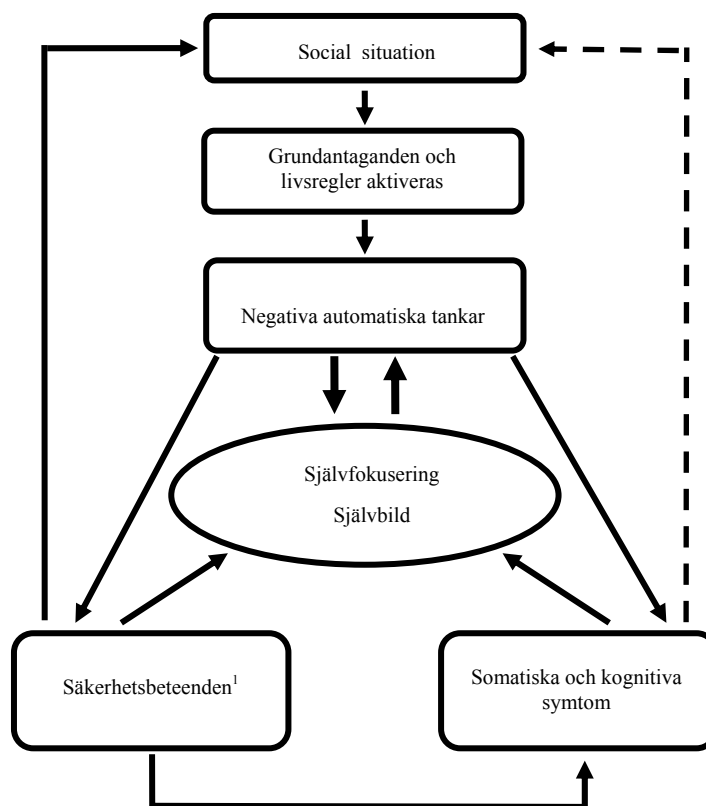 Social situation
Grundantaganden och
livsregler aktiveras
Negativa automatiska tankar
Självfokusering
Självbild
Säkerhetsbeteenden¹
Somatiska och kognitiva
symtom